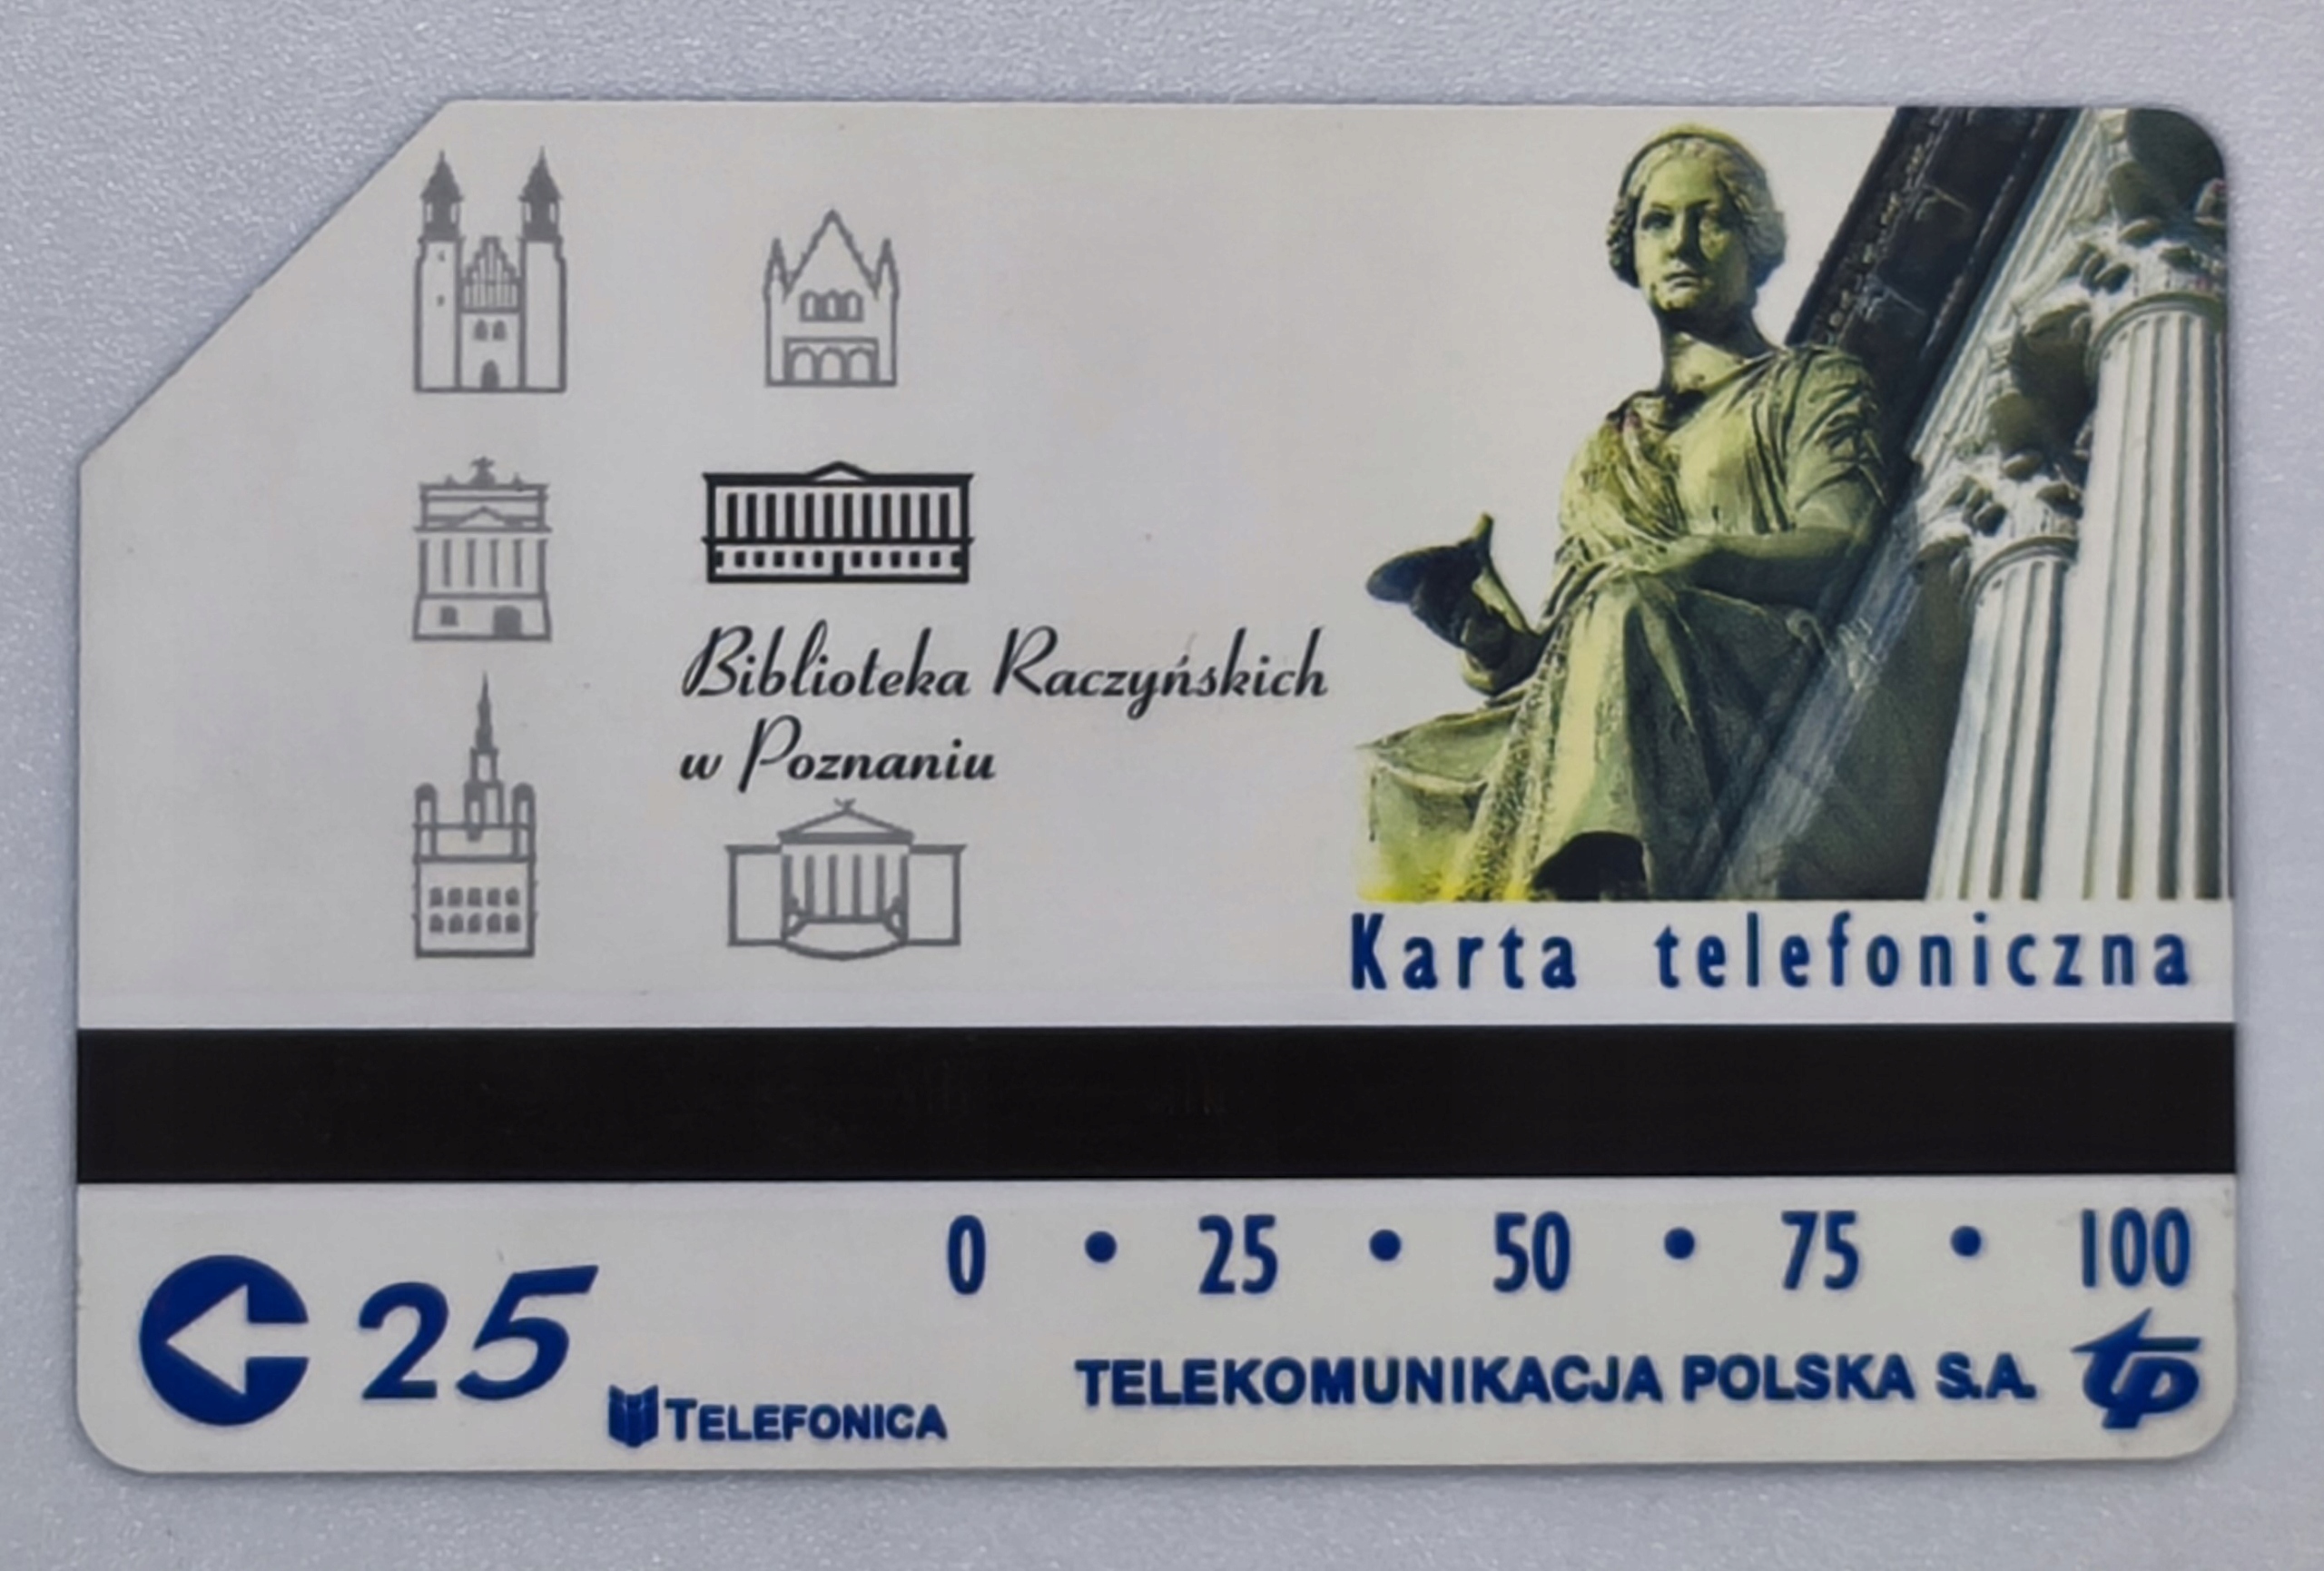 Biblioteka Raczyńskich
w Poznaniu
Karta telefoniczna
0 • 25 • 50 • 75 • 100
25
TELEFONICA
TELEKOMUNIKACJA POLSKA S.A.
tp